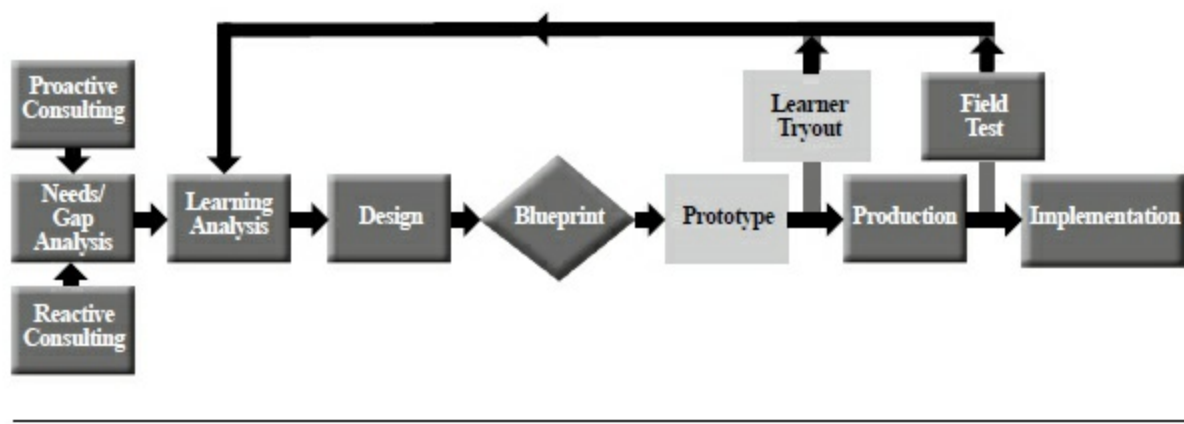 Proactive
Consulting
Needs/
Gap
Analysis
Reactive
Consulting
Learning
Analysis
Design
Blueprint
Prototype
Learner
Tryout
Production
Field
Test
Implementation